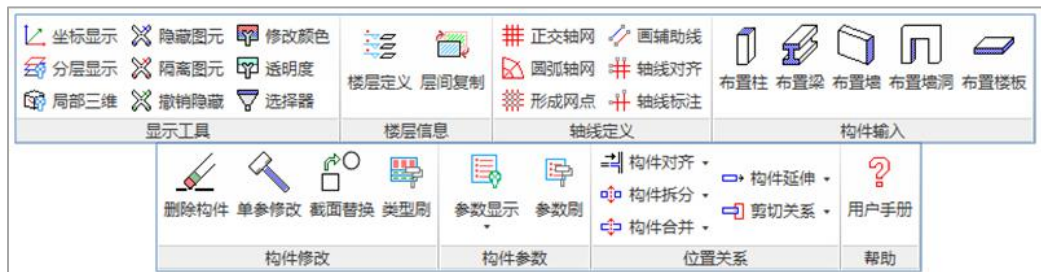 坐标显示 隐藏图元 修改颜色
分层显示 隔离图元 透明度
局部三维 撤销隐藏 选择器
显示工具
楼层定义 层间复制
楼层信息
正交轴网 画辅助线
圆弧轴网 轴线对齐
形成网点 轴线标注
轴线定义
布置柱 布置梁 布置墙 布置墙洞 布置楼板
构件输入
删除构件 单参修改 截面替换 类型刷
构件修改
参数显示 参数刷
构件参数
构件对齐
构件拆分
构件合并
构件延伸
剪切关系
位置关系
用户手册
帮助